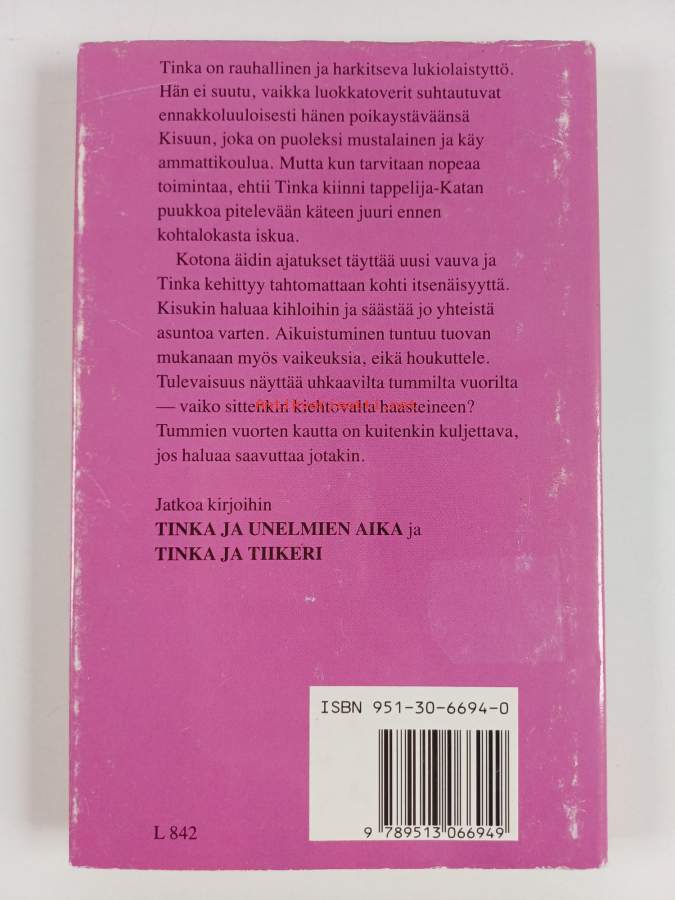 Tinka on rauhallinen ja harkitseva lukiolaistyttö.
Hän ei suutu, vaikka luokkatoverit suhtautuvat
ennakkoluuloisesti hänen poikaystäväänsä
Kisuun, joka on puoleksi mustalainen ja käy
ammattikoulua. Mutta kun tarvitaan nopeaa
toimintaa, ehtii Tinka kiinni tappelija-Katan
puukkoa pitelevään käteen juuri ennen
kohtalokasta iskua.
Kotona äidin ajatukset täyttää uusi vauva ja
Tinka kehittyy tahtomattaan kohti itsenäisyyttä.
Kisukin haluaa kihloihin ja säästää jo yhteistä
asuntoa varten. Aikuistuminen tuntuu tuovan
mukanaan myös vaikeuksia, eikä houkuttele.
Tulevaisuus näyttää uhkaavilta tummilta vuorilta
— vaiko sittenkin kiehtovalta haasteineen?
Tummien vuorten kautta on kuitenkin kuljettava,
jos haluaa saavuttaa jotakin.
Jatkoa kirjoihin
TINKA JA UNELMIEN AIKA ja
TINKA JA TIIKERI
ISBN 951-30-6694-0
9 789513 066949
L 842